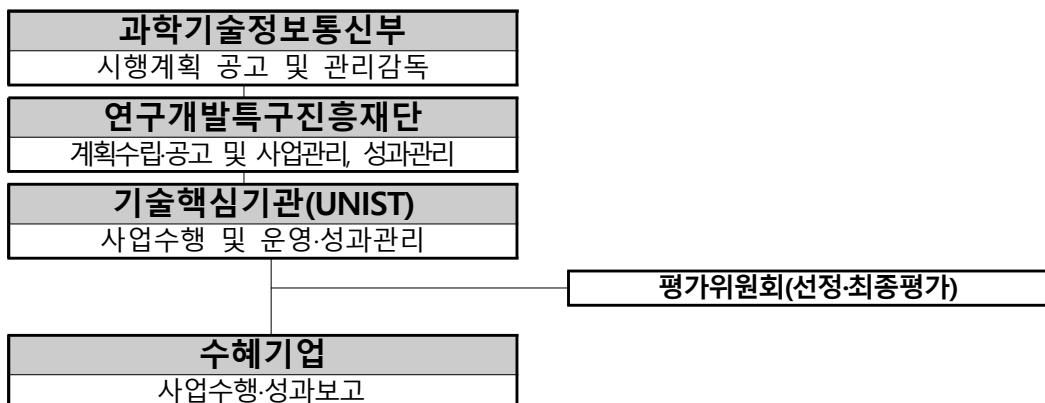 과학기술정보통신부
시행계획 공고 및 관리감독
연구개발특구진흥재단
계획수립·공고 및 사업관리, 성과관리
기술핵심기관(UNIST)
사업수행 및 운영·성과관리
평가위원회(선정·최종평가)
수혜기업
사업수행·성과보고